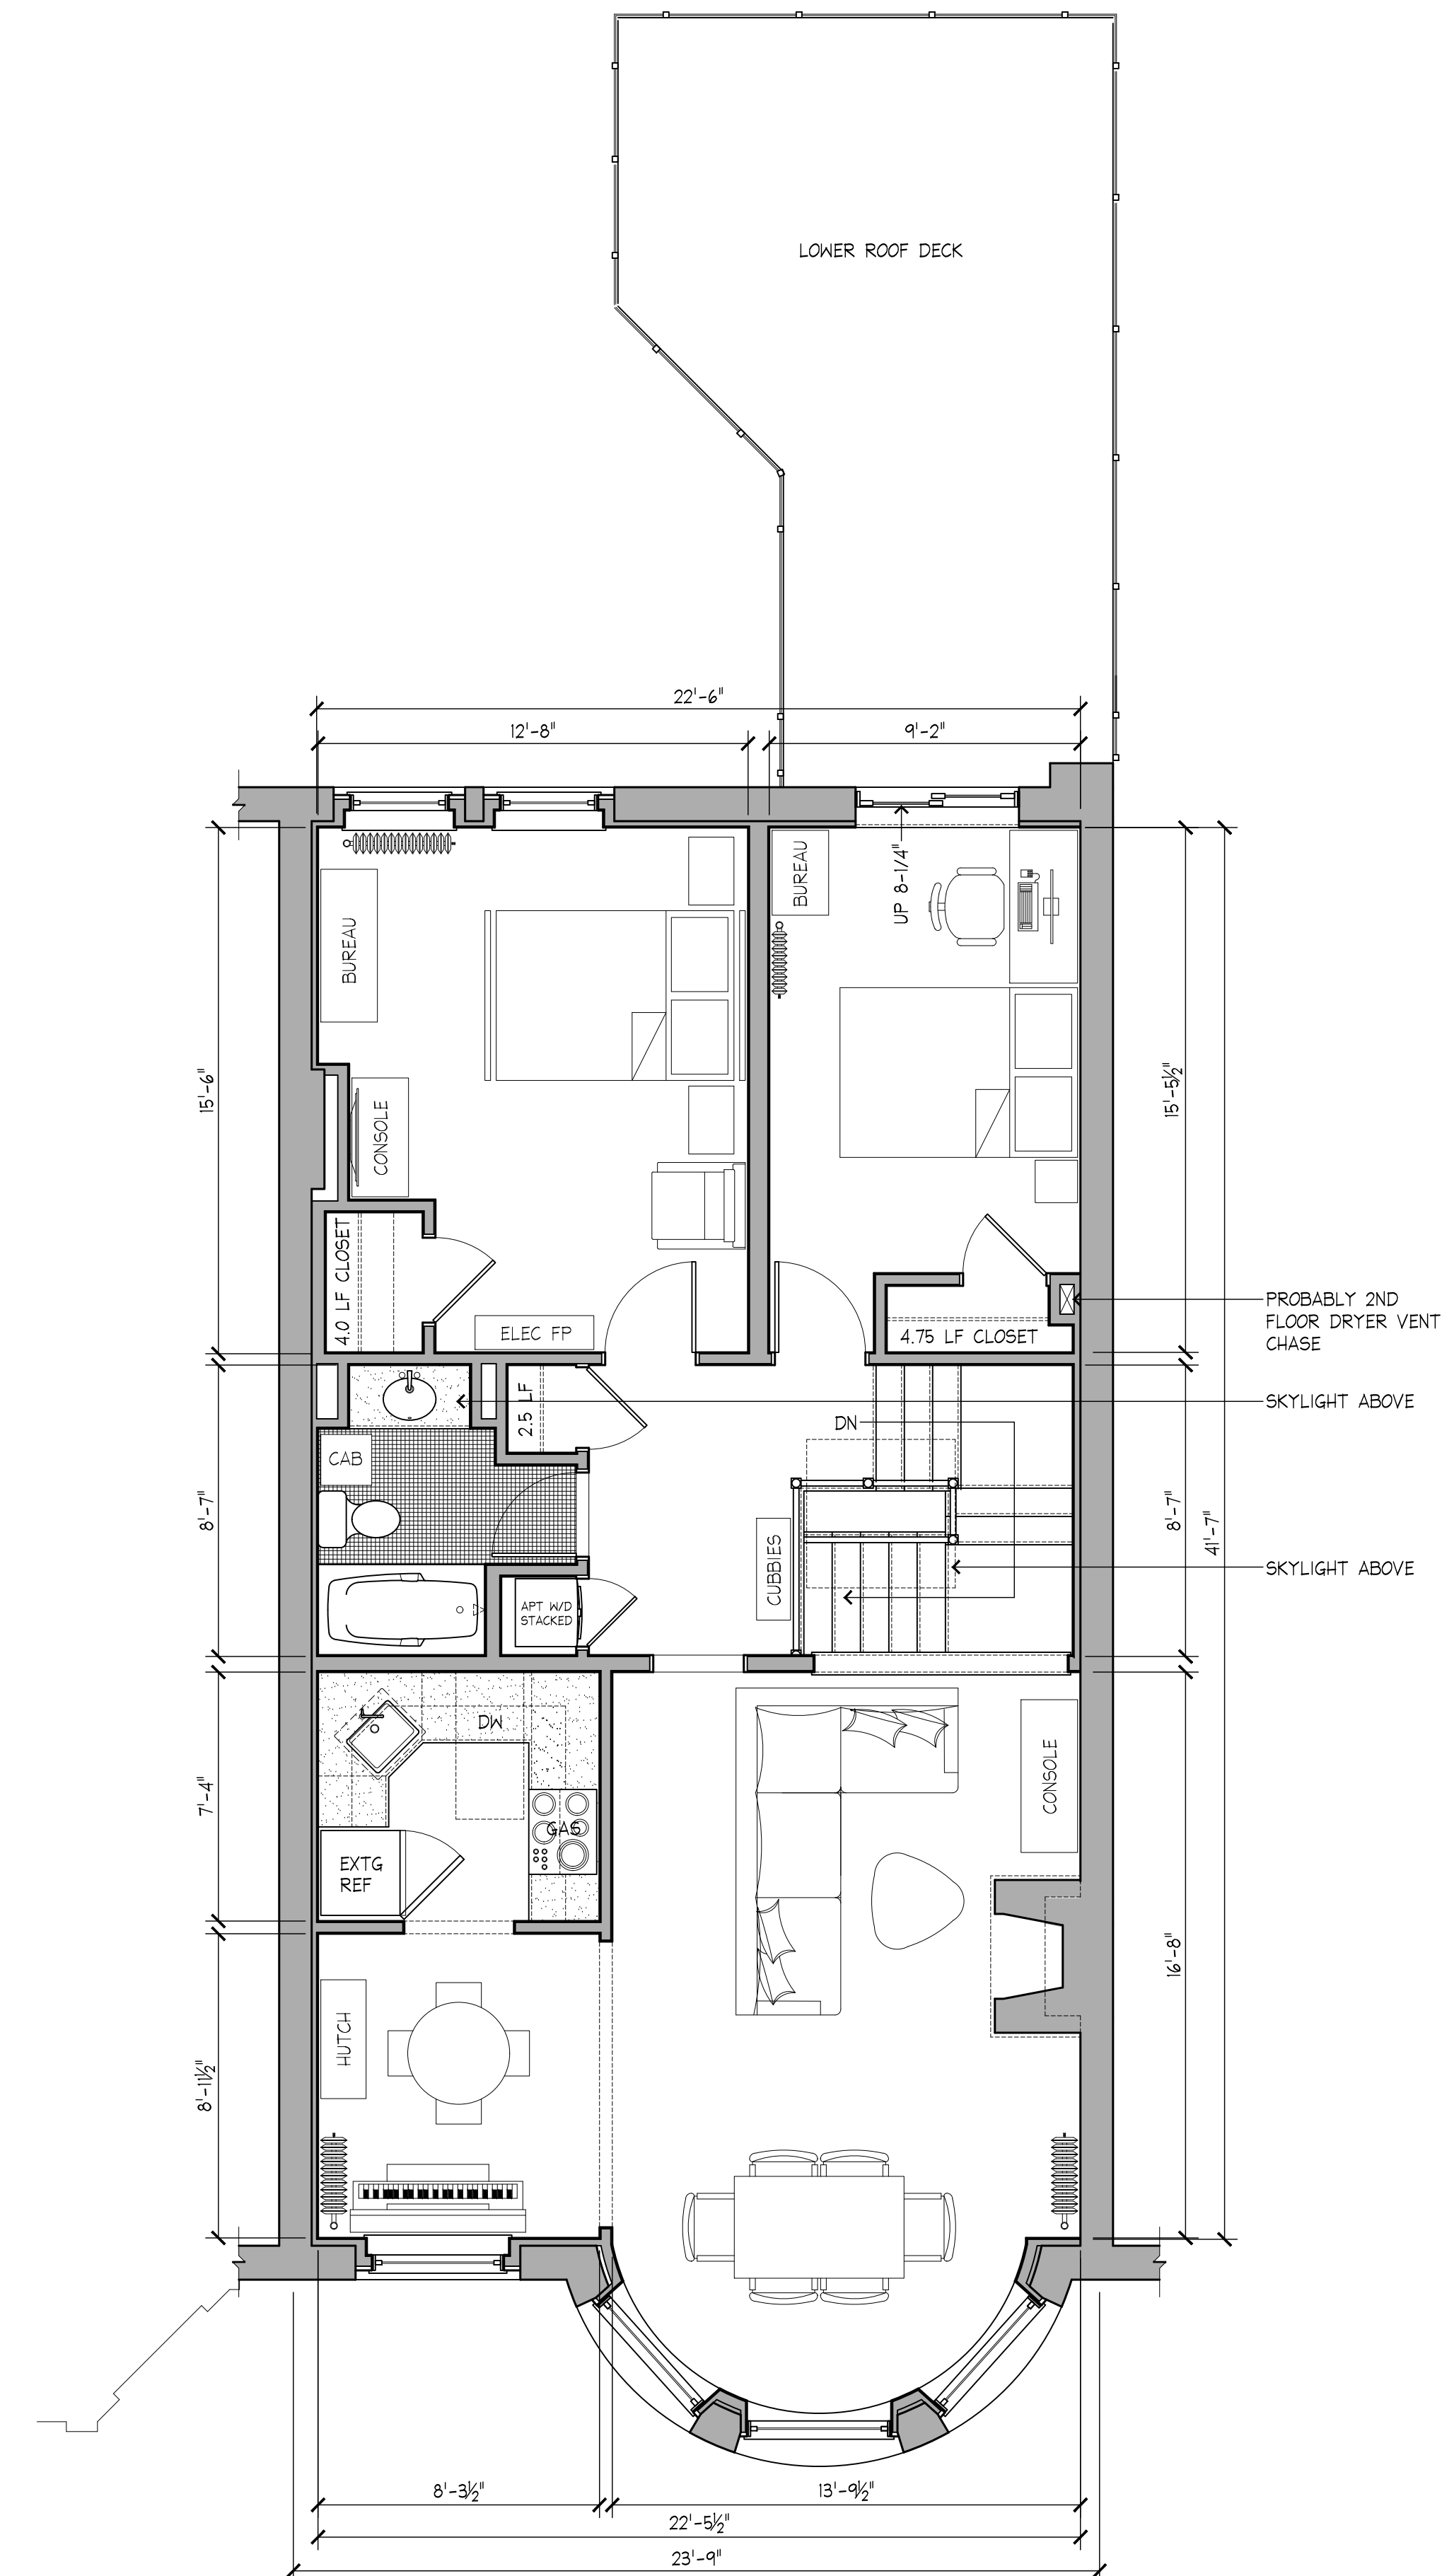 LOWER ROOF DECK
22'-6"
12'-8"
9'-2"
BUREAU
BUREAU
UP 8-1/4"
15'-6"
CONSOLE
15'-5½"
4.0 LF CLOSET
ELEC FP
4.75 LF CLOSET
PROBABLY 2ND
FLOOR DRYER VENT
CHASE
2.5 LF
SKYLIGHT ABOVE
DN
CAB
8'-7"
8'-7"
41'-7"
CUBBIES
SKYLIGHT ABOVE
APT W/D
STACKED
DW
7'-4"
CONSOLE
GAS
EXTG
REF
16'-8"
HUTCH
8'-11½"
8'-3½"
13'-9½"
22'-5½"
23'-9"